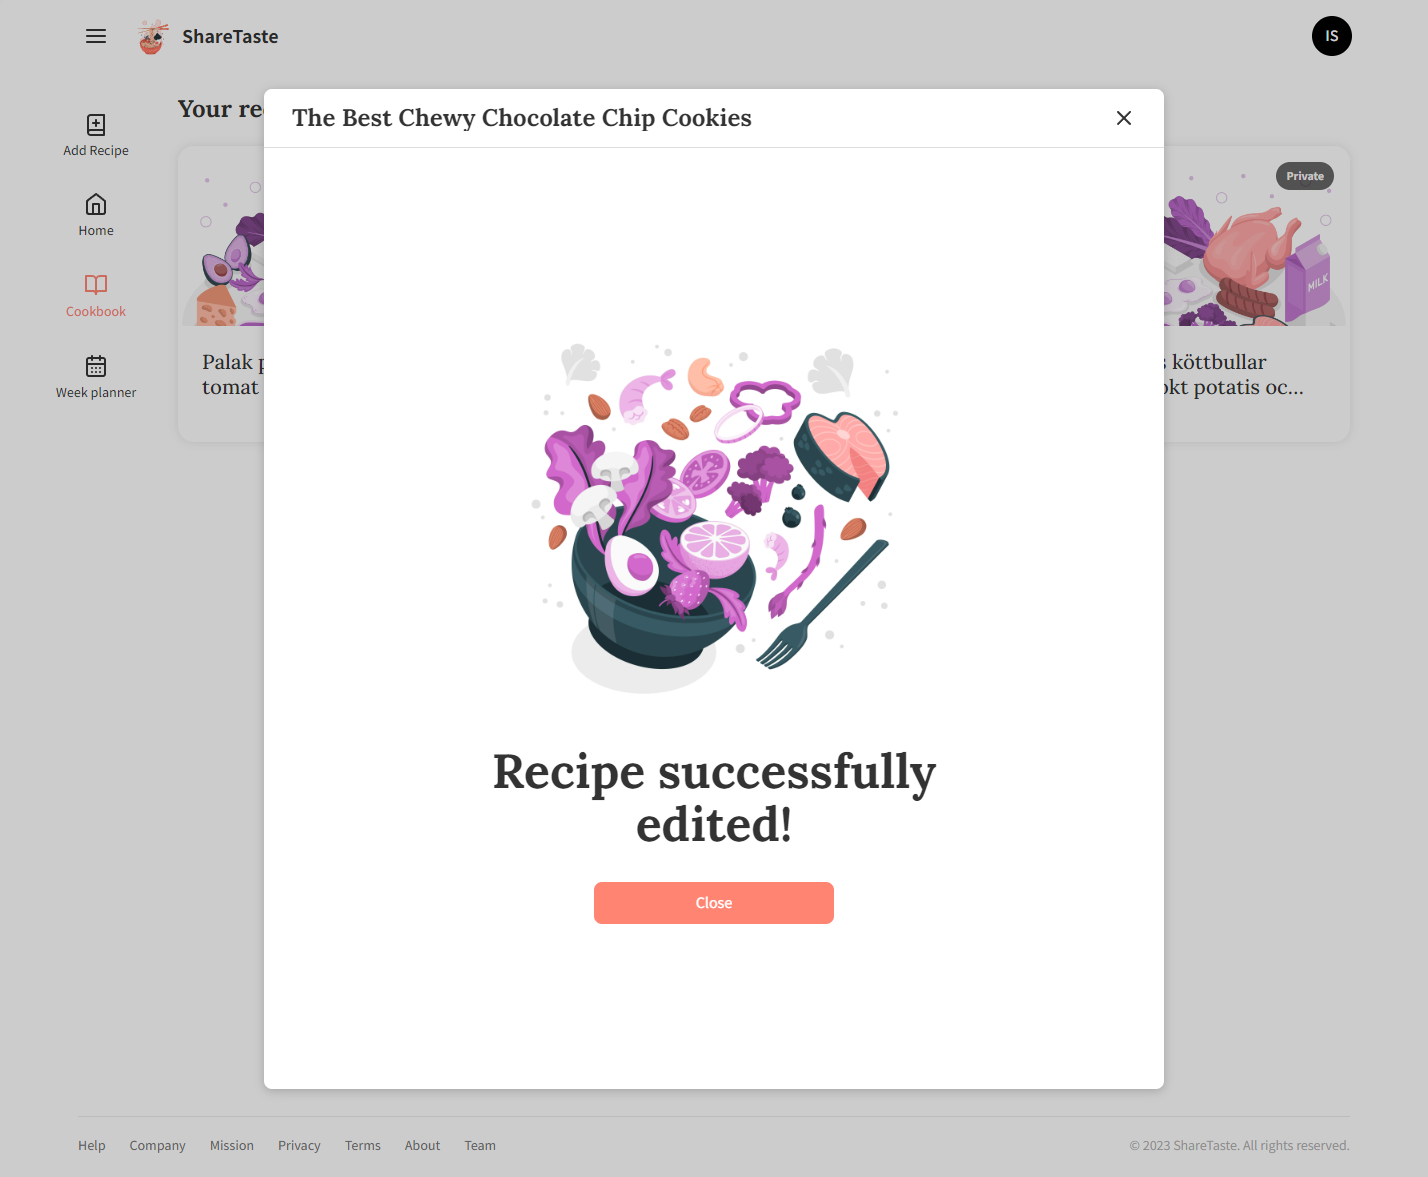 ShareTaste
IS
Add Recipe
Home
Cookbook
Week planner
Your re
The Best Chewy Chocolate Chip Cookies
Palak p
tomat
Private
MILK
s köttbullar
okt potatis oc...
Recipe successfully
edited!
Close
Help Company Mission Privacy Terms About Team
© 2023 ShareTaste. All rights reserved.